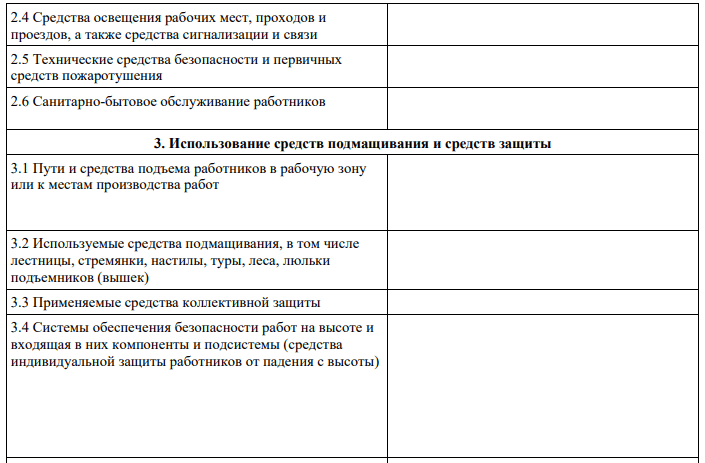 2.4 Средства освещения рабочих мест, проходов и
проездов, а также средства сигнализации и связи
2.5 Технические средства безопасности и первичных
средств пожаротушения
2.6 Санитарно-бытовое обслуживание работников
3. Использование средств подмащивания и средств защиты
3.1 Пути и средства подъема работников в рабочую зону
или к местам производства работ
3.2 Используемые средства подмащивания, в том числе
лестницы, стремянки, настилы, туры, леса, люльки
подъемников (вышек)
3.3 Применяемые средства коллективной защиты
3.4 Системы обеспечения безопасности работ на высоте и
входящая в них компоненты и подсистемы (средства
индивидуальной защиты работников от падения с высоты)